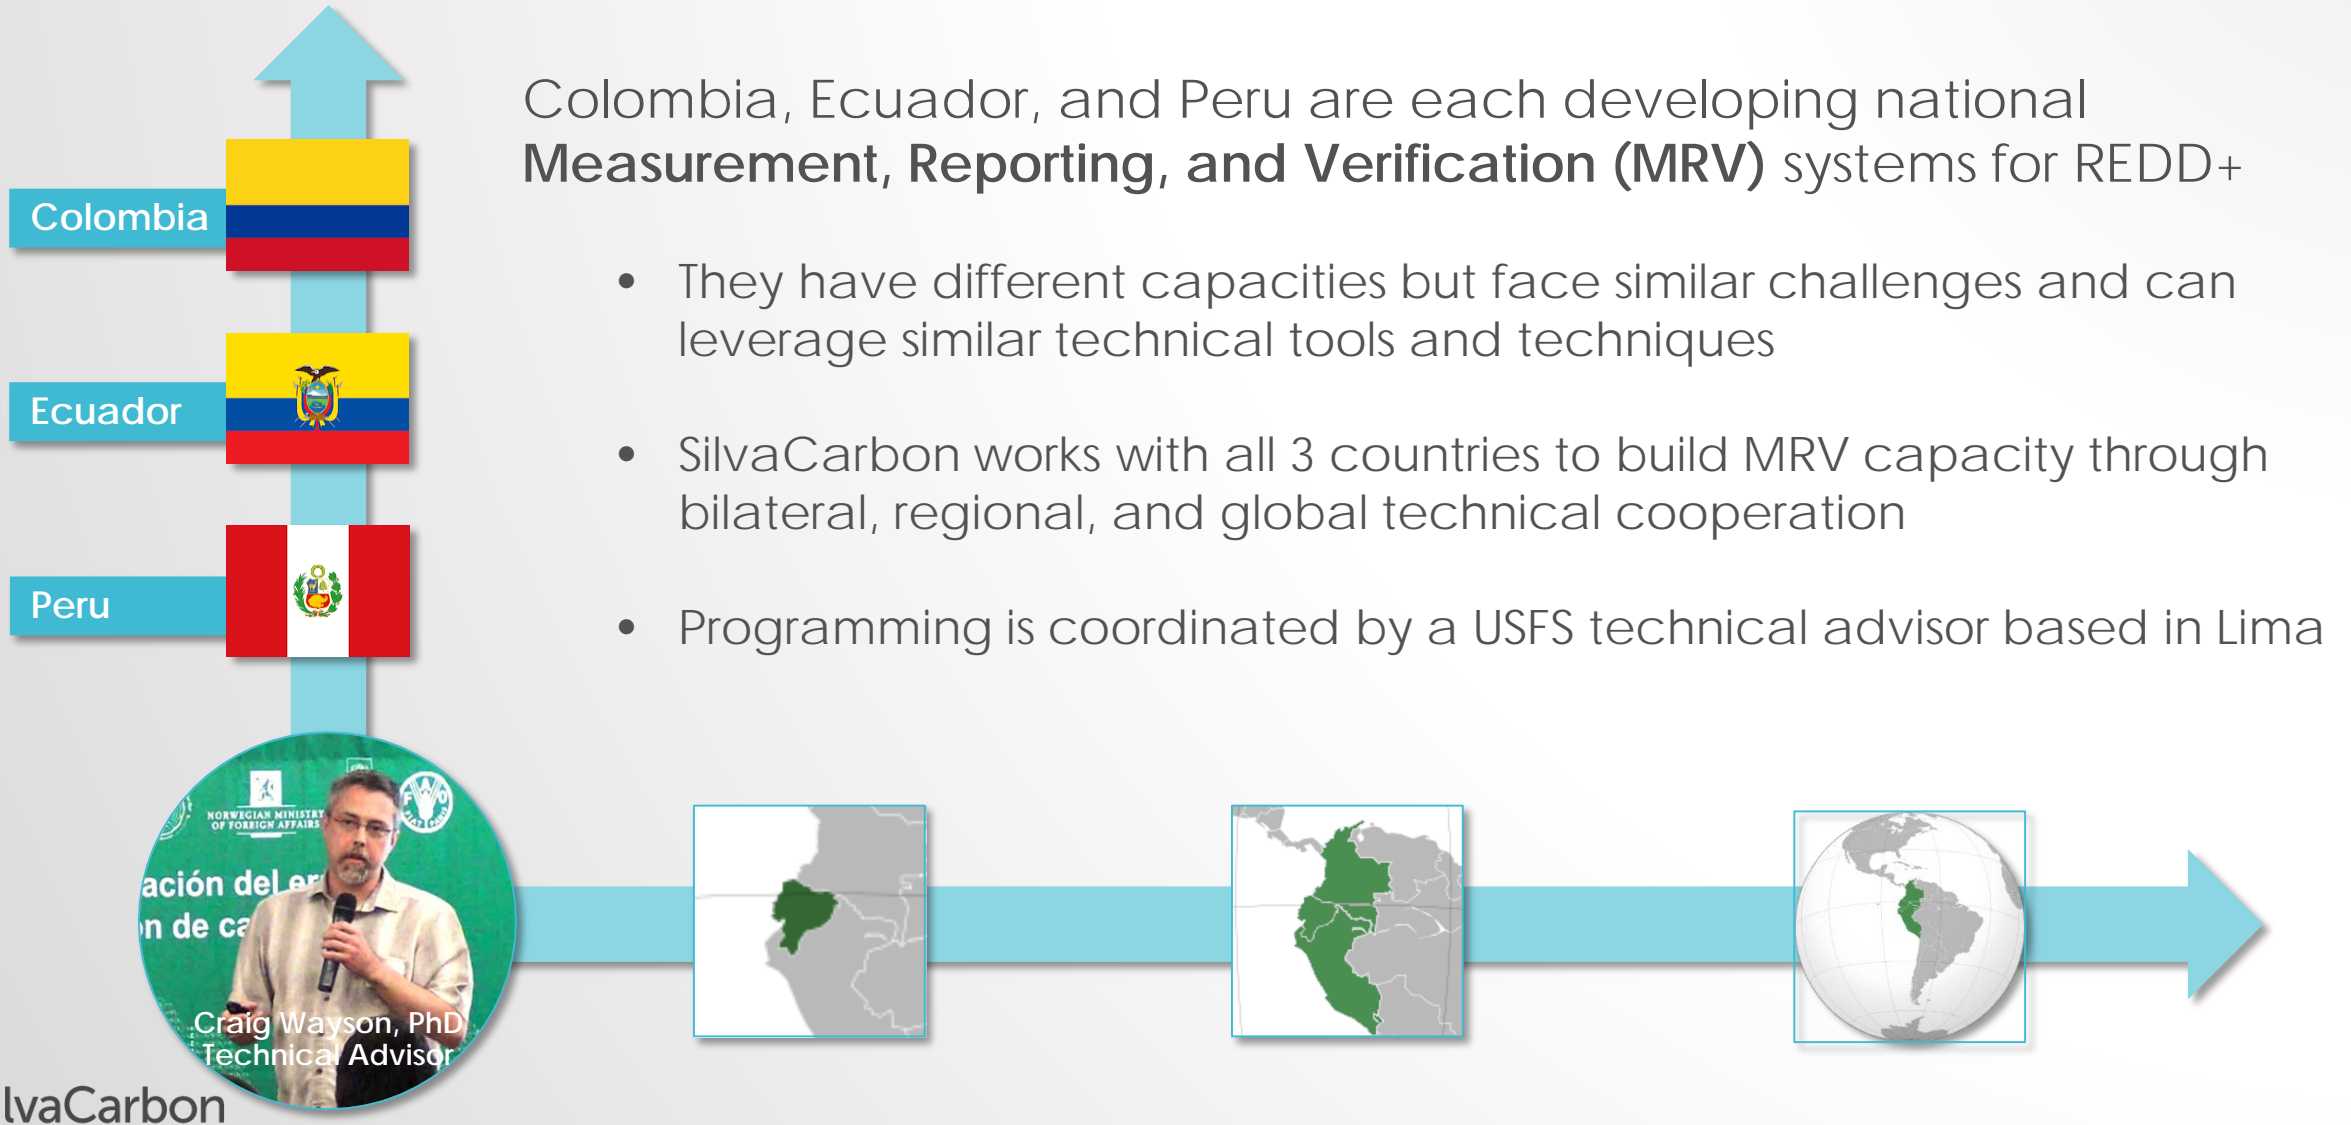 Colombia, Ecuador, and Peru are each developing national
Measurement, Reporting, and Verification (MRV) systems for REDD+
• They have different capacities but face similar challenges and can
leverage similar technical tools and techniques
• SilvaCarbon works with all 3 countries to build MRV capacity through
bilateral, regional, and global technical cooperation
• Programming is coordinated by a USFS technical advisor based in Lima
Colombia
Ecuador
Peru
NORWEGIAN MINISTRY
OF FOREIGN AFFAIRS
FAO
FIAT PANIS
ación del er
n de ca
Craig Wayson, PhD
Technical Advisor
lvaCarbon